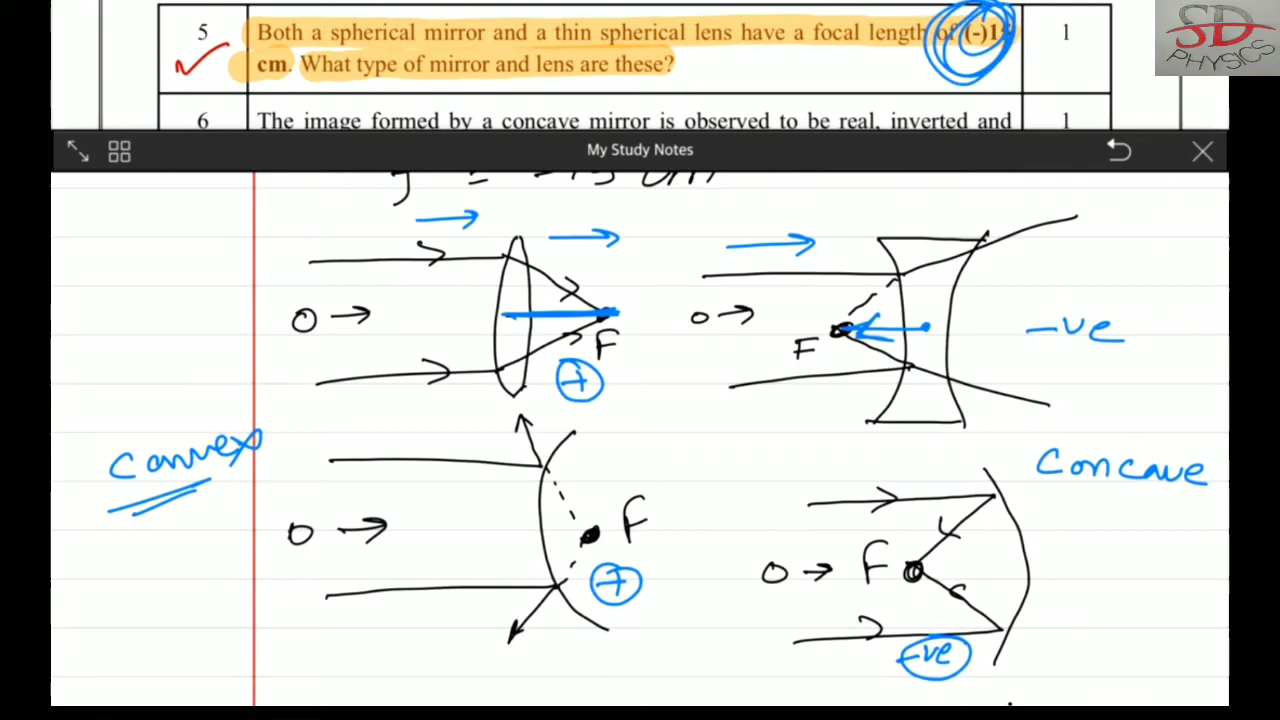 5 Both a spherical mirror and a thin spherical lens have a focal length of (-)15 1
cm. What type of mirror and lens are these?
SD
PHYSICS
6 The image formed by a concave mirror is observed to be real, inverted and 1
My Study Notes
f = -15 cm
O → F
+
O → F -ve
Convex
O → F
+
Concave
O → F
-ve